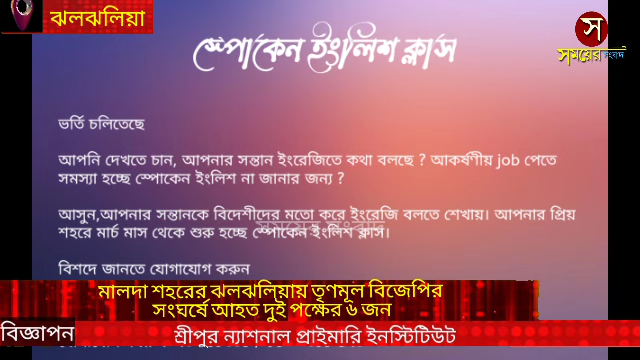 ঝলঝলিয়া
স
সময়ের সংবাদ
স্পোকেন ইংলিশ ক্লাস
ভর্তি চলিতেছে
আপনি দেখতে চান, আপনার সন্তান ইংরেজিতে কথা বলছে ? আকর্ষণীয় job পেতে
সমস্যা হচ্ছে স্পোকেন ইংলিশ না জানার জন্য ?
আসুন,আপনার সন্তানকে বিদেশীদের মতো করে ইংরেজি বলতে শেখায়। আপনার প্রিয়
সময়ের সংবাদ
শহরে মার্চ মাস থেকে শুরু হচ্ছে স্পোকেন ইংলিশ ক্লাস।
বিশদে জানতে যোগাযোগ করুন
মালদা শহরের ঝলঝলিয়ায় তৃণমূল বিজেপির
সংঘর্ষে আহত দুই পক্ষের ৬ জন
বিজ্ঞাপন
শ্রীপুর ন্যাশনাল প্রাইমারি ইনস্টিটিউট